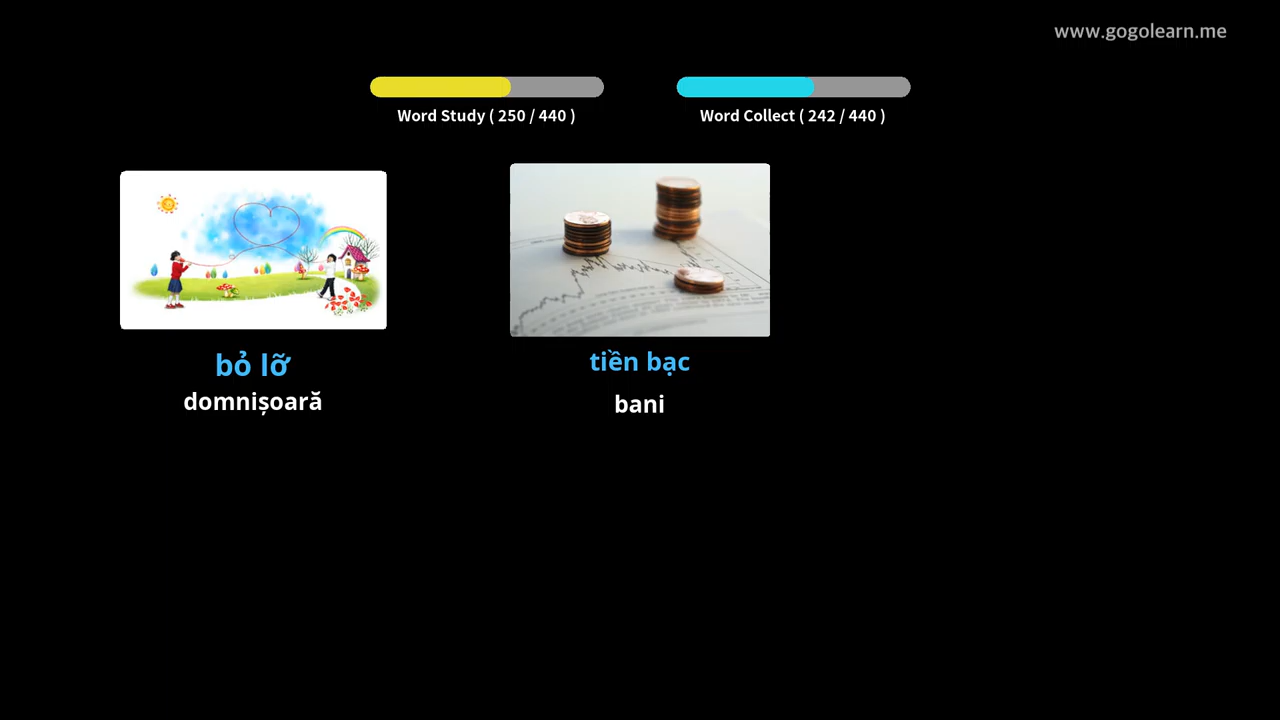 www.gogolearn.me
Word Study ( 250 / 440 )
Word Collect ( 242 / 440 )
bỏ lỡ
domnișoară
tiền bạc
bani